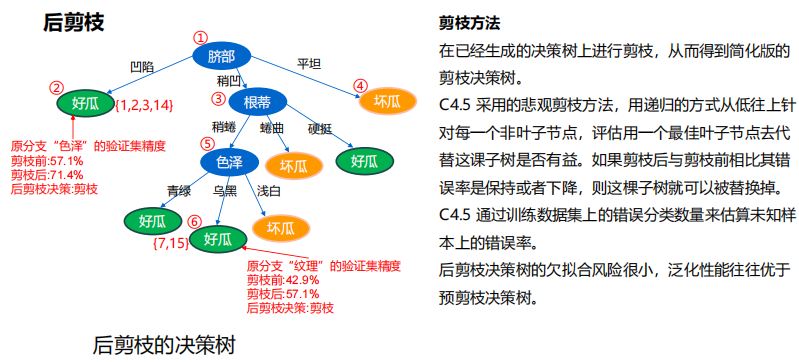 后剪枝
①
脐部
凹陷
稍凹
平坦
②
好瓜
{1,2,3,14}
③
根蒂
④
坏瓜
原分支“色泽”的验证集精度
剪枝前:57.1%
剪枝后:71.4%
后剪枝决策:剪枝
稍蜷
蜷曲
硬挺
⑤
色泽
坏瓜
好瓜
青绿
乌黑
浅白
好瓜
⑥
好瓜
{7,15}
坏瓜
原分支“纹理”的验证集精度
剪枝前:42.9%
剪枝后:57.1%
后剪枝决策:剪枝
后剪枝的决策树
剪枝方法
在已经生成的决策树上进行剪枝，从而得到简化版的
剪枝决策树。
C4.5 采用的悲观剪枝方法，用递归的方式从低往上针
对每一个非叶子节点，评估用一个最佳叶子节点去代
替这课子树是否有益。如果剪枝后与剪枝前相比其错
误率是保持或者下降，则这棵子树就可以被替换掉。
C4.5 通过训练数据集上的错误分类数量来估算未知样
本上的错误率。
后剪枝决策树的欠拟合风险很小，泛化性能往往优于
预剪枝决策树。